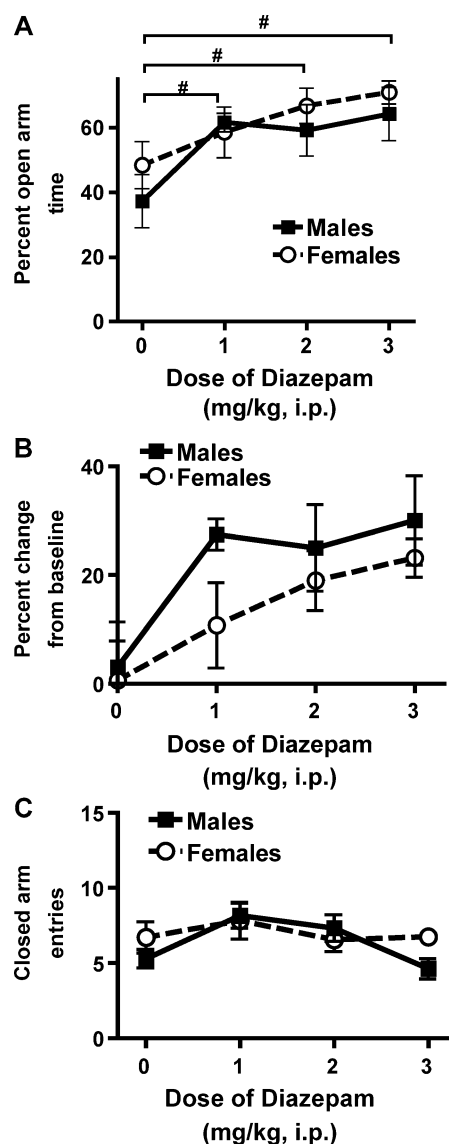 A
#
#
#
Percent open arm
time
60
40
20
0
Males
Females
0 1 2 3
Dose of Diazepam
(mg/kg, i.p.)
B
Males
Females
Percent change
from baseline
40
20
0
0 1 2 3
Dose of Diazepam
(mg/kg, i.p.)
C
Males
Females
Closed arm
entries
15
10
5
0
0 1 2 3
Dose of Diazepam
(mg/kg, i.p.)